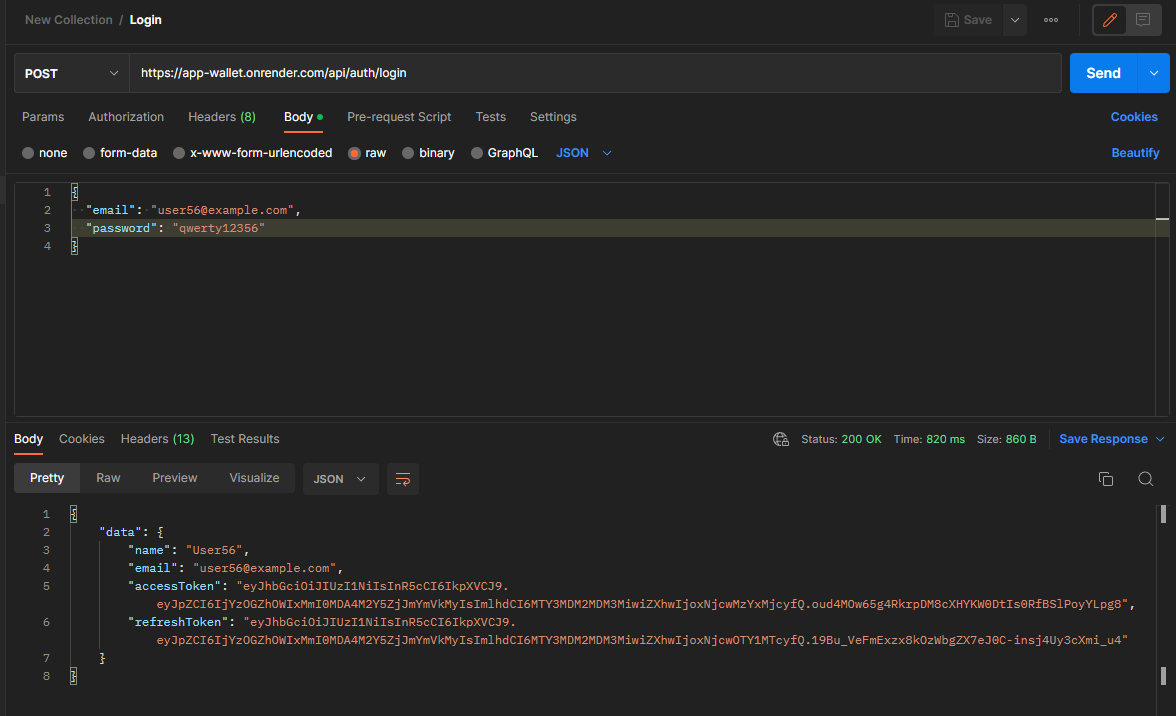 New Collection / Login
Save
POST
https://app-wallet.onrender.com/api/auth/login
Send
Params Authorization Headers (8) Body Pre-request Script Tests Settings Cookies
none form-data x-www-form-urlencoded raw binary GraphQL JSON Beautify
1 {
2 "email": "user56@example.com",
3 "password": "qwerty12356"
4 }
Body Cookies Headers (13) Test Results Status: 200 OK Time: 820 ms Size: 860 B Save Response
Pretty Raw Preview Visualize JSON
1 {
2 "data": {
3 "name": "User56",
4 "email": "user56@example.com",
5 "accessToken": "eyJhbGciOiJIUzI1NiIsInR5cCI6IkpXVCJ9.
eyJpZCI6IjYzOGZhOWIxMmI0MDA4M2Y5ZjJmYmVkMyIsImlhdCI6MTY3MDM2MDM3MiwiZXhwIjoxNjcwMzYxMjcyfQ.oud4MOw65g4RkrpDM8cXHYKW0DtIs0RfBSlPoyYLpg8",
6 "refreshToken": "eyJhbGciOiJIUzI1NiIsInR5cCI6IkpXVCJ9.
eyJpZCI6IjYzOGZhOWIxMmI0MDA4M2Y5ZjJmYmVkMyIsImlhdCI6MTY3MDM2MDM3MiwiZXhwIjoxNjcwOTY1MTcyfQ.19Bu_VeFmExzx8kOzWbgZX7eJ0C-insj4Uy3cXmi_u4"
7 }
8 }